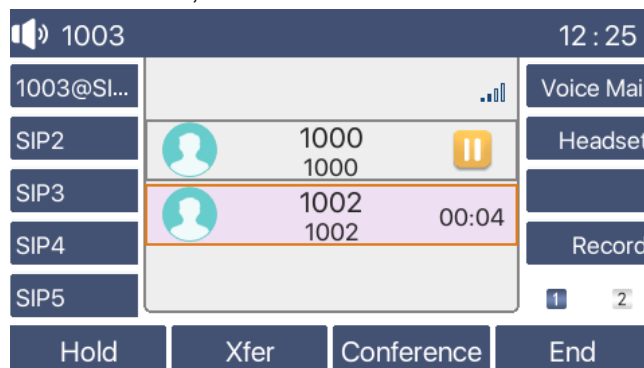 1003
12 : 25
1003@SI...
SIP2
SIP3
SIP4
SIP5
1000
1000
1002
1002
00:04
Voice Mai
Headset
Record
1
2
Hold
Xfer
Conference
End